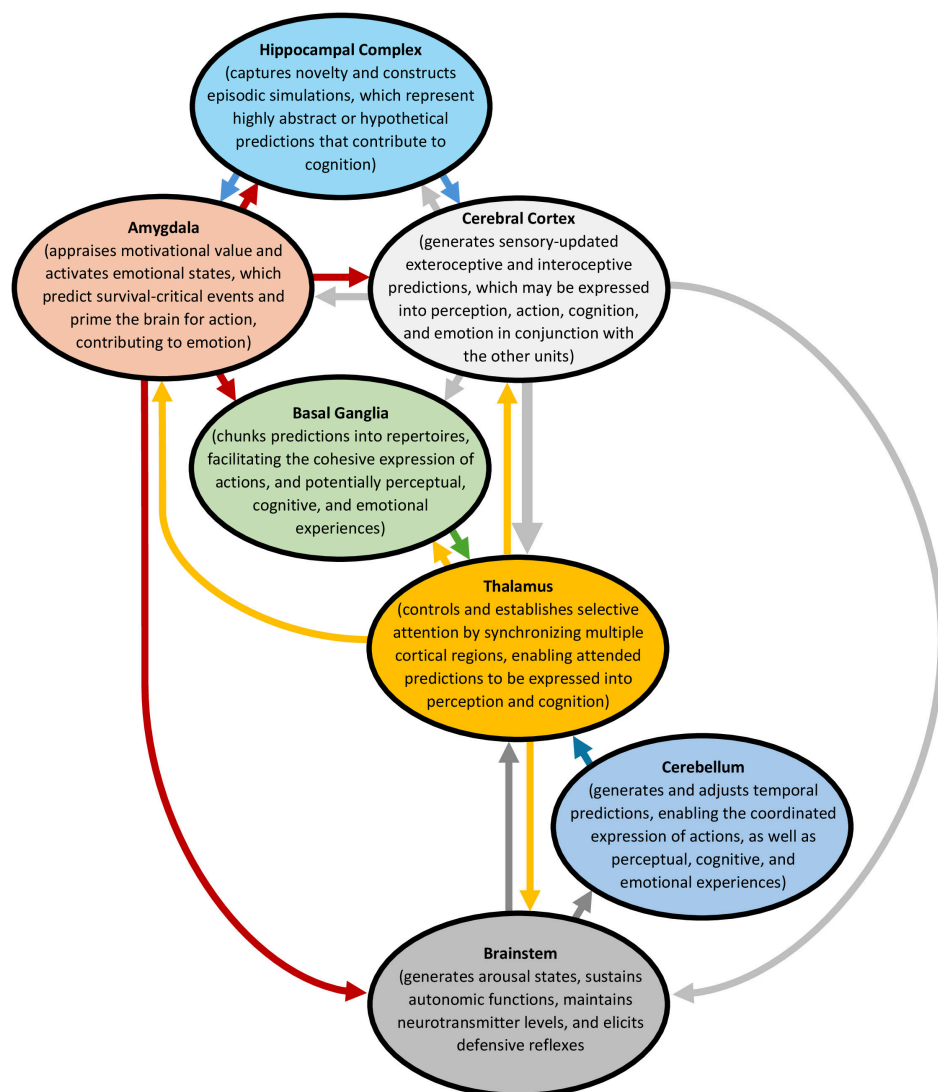 Hippocampal Complex
(captures novelty and constructs
episodic simulations, which represent
highly abstract or hypothetical
predictions that contribute to
cognition)
Amygdala
(appraises motivational value and
activates emotional states, which
predict survival-critical events and
prime the brain for action,
contributing to emotion)
Cerebral Cortex
(generates sensory-updated
exteroceptive and interoceptive
predictions, which may be expressed
into perception, action, cognition,
and emotion in conjunction with
the other units)
Basal Ganglia
(chunks predictions into repertoires,
facilitating the cohesive expression of
actions, and potentially perceptual,
cognitive, and emotional
experiences)
Thalamus
(controls and establishes selective
attention by synchronizing multiple
cortical regions, enabling attended
predictions to be expressed into
perception and cognition)
Cerebellum
(generates and adjusts temporal
predictions, enabling the coordinated
expression of actions, as well as
perceptual, cognitive, and
emotional experiences)
Brainstem
(generates arousal states, sustains
autonomic functions, maintains
neurotransmitter levels, and elicits
defensive reflexes